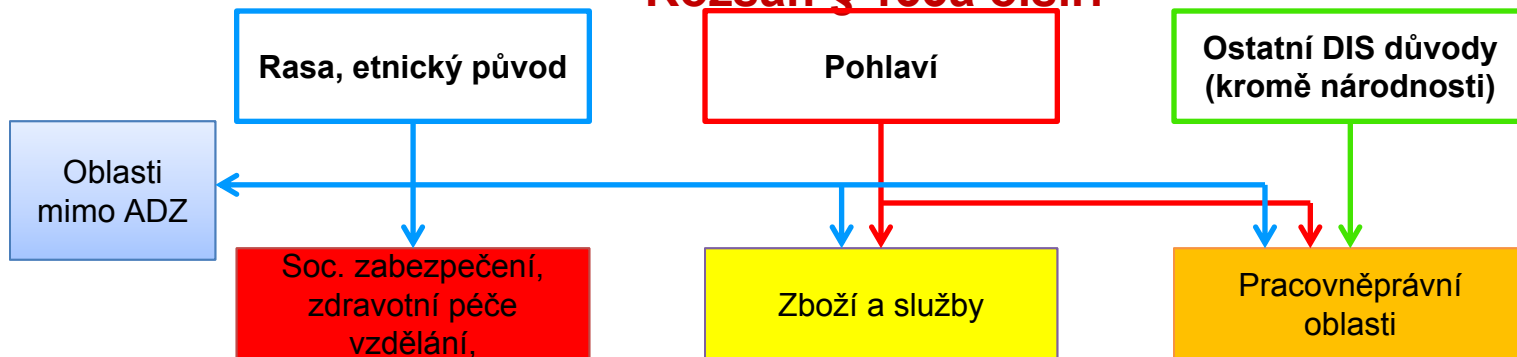 Rasa, etnický původ
Pohlaví
Ostatní DIS důvody
(kromě národnosti)
Oblasti
mimo ADZ
Soc. zabezpečení,
zdravotní péče
vzdělání,
Zboží a služby
Pracovněprávní
oblasti